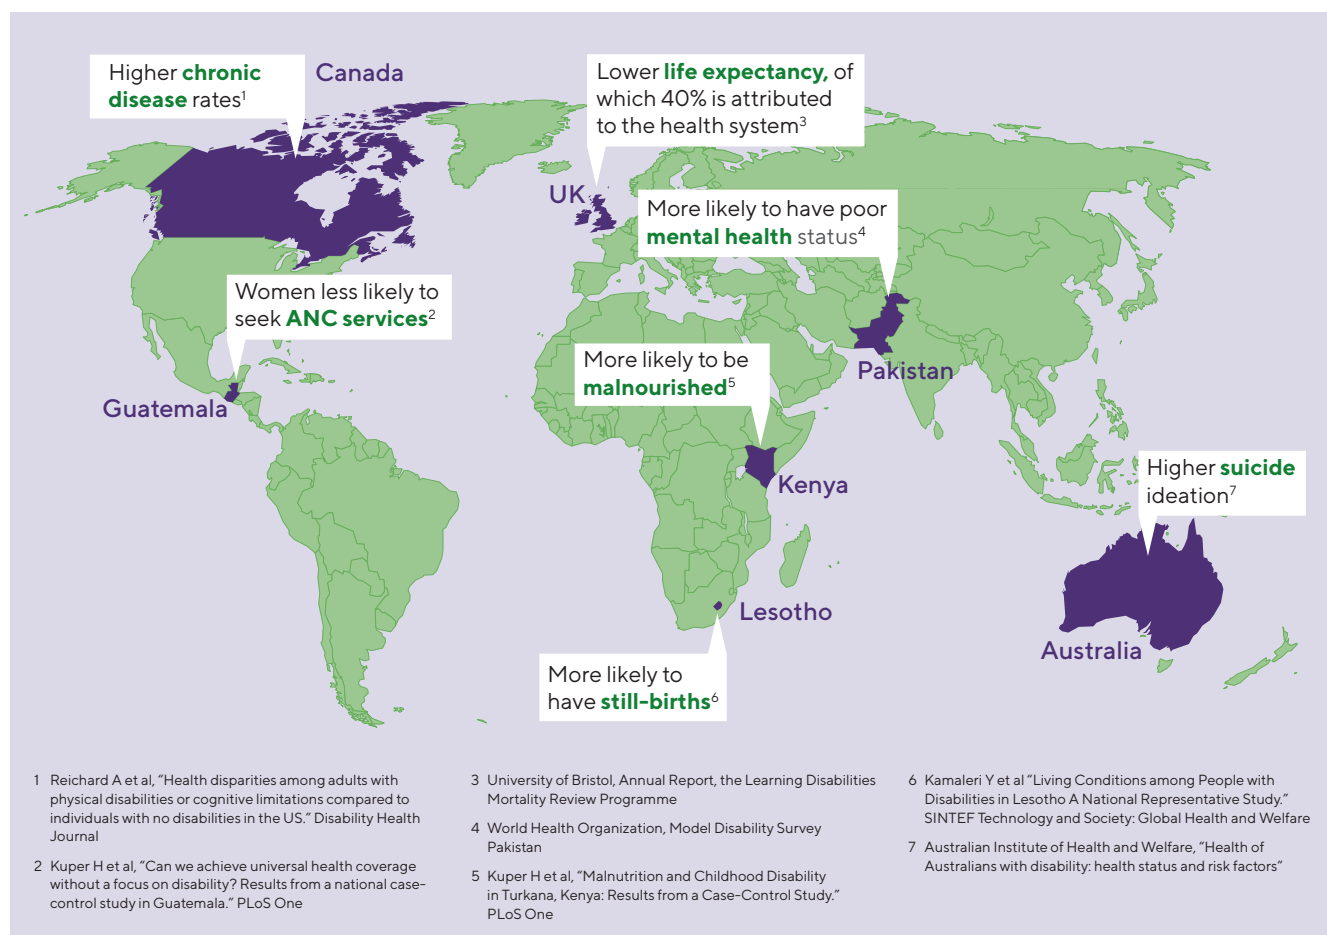 Higher chronic
disease rates1
Canada
Lower life expectancy, of
which 40% is attributed
to the health system3
UK
More likely to have poor
mental health status4
Women less likely to
seek ANC services2
More likely to be
malnourished5
Pakistan
Guatemala
Higher suicide
ideation7
Kenya
Lesotho
Australia
More likely to
have still-births6
1 Reichard A et al, “Health disparities among adults with
physical disabilities or cognitive limitations compared to
individuals with no disabilities in the US.” Disability Health
Journal
2 Kuper H et al, “Can we achieve universal health coverage
without a focus on disability? Results from a national case-
control study in Guatemala.” PLoS One
3 University of Bristol, Annual Report, the Learning Disabilities
Mortality Review Programme
4 World Health Organization, Model Disability Survey
Pakistan
5 Kuper H et al, “Malnutrition and Childhood Disability
in Turkana, Kenya: Results from a Case-Control Study.”
PLoS One
6 Kamaleri Y et al “Living Conditions among People with
Disabilities in Lesotho A National Representative Study.”
SINTEF Technology and Society: Global Health and Welfare
7 Australian Institute of Health and Welfare, “Health of
Australians with disability: health status and risk factors”